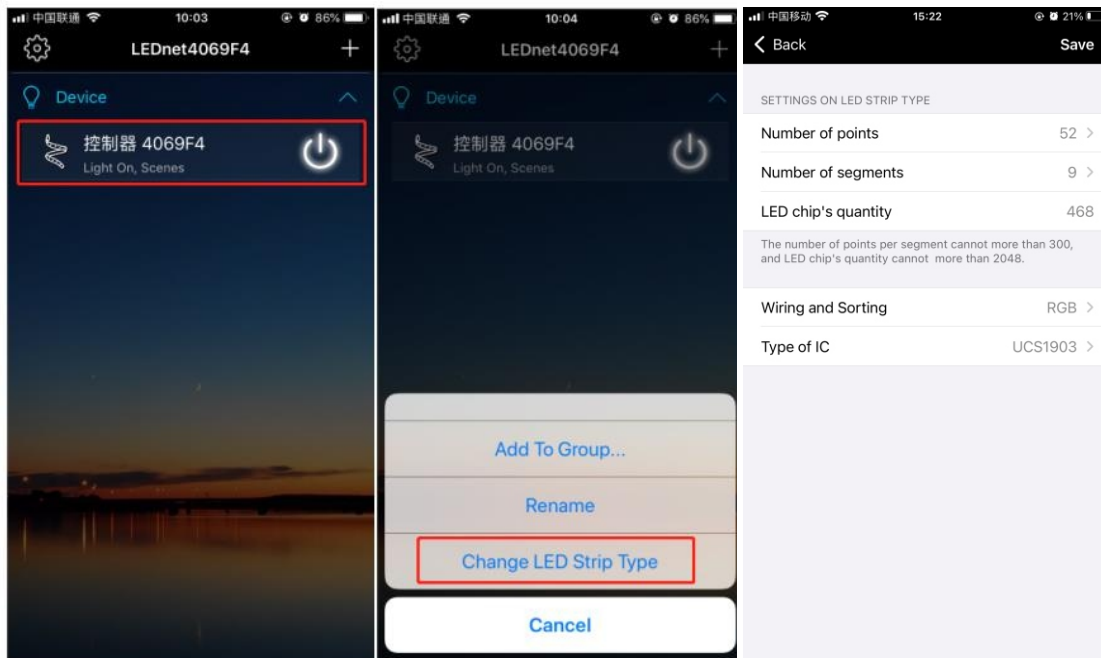 中国联通 10:03 86%
LEDnet4069F4 +
Device
控制器 4069F4
Light On, Scenes
中国联通 10:04 86%
LEDnet4069F4 +
Device
控制器 4069F4
Light On, Scenes
Add To Group...
Rename
Change LED Strip Type
Cancel
中国移动 15:22 21%
Back Save
SETTINGS ON LED STRIP TYPE
Number of points 52 >
Number of segments 9 >
LED chip's quantity 468
The number of points per segment cannot more than 300,
and LED chip's quantity cannot more than 2048.
Wiring and Sorting RGB >
Type of IC UCS1903 >